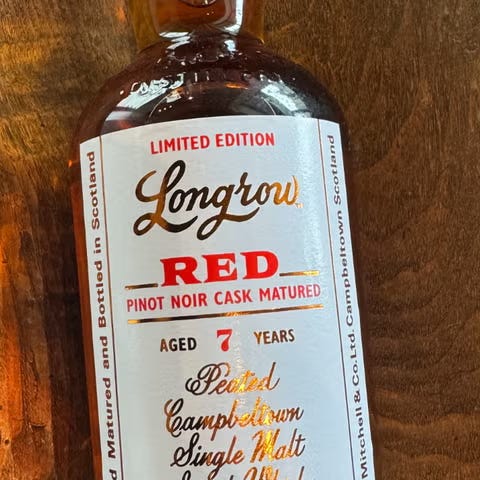 LIMITED EDITION
Longrow
RED
PINOT NOIR CASK MATURED
AGED 7 YEARS
Peated
Campbeltown
Single Malt
Matured and Bottled in Scotland
Mitchell & Co. Ltd. Campbeltown Scotland